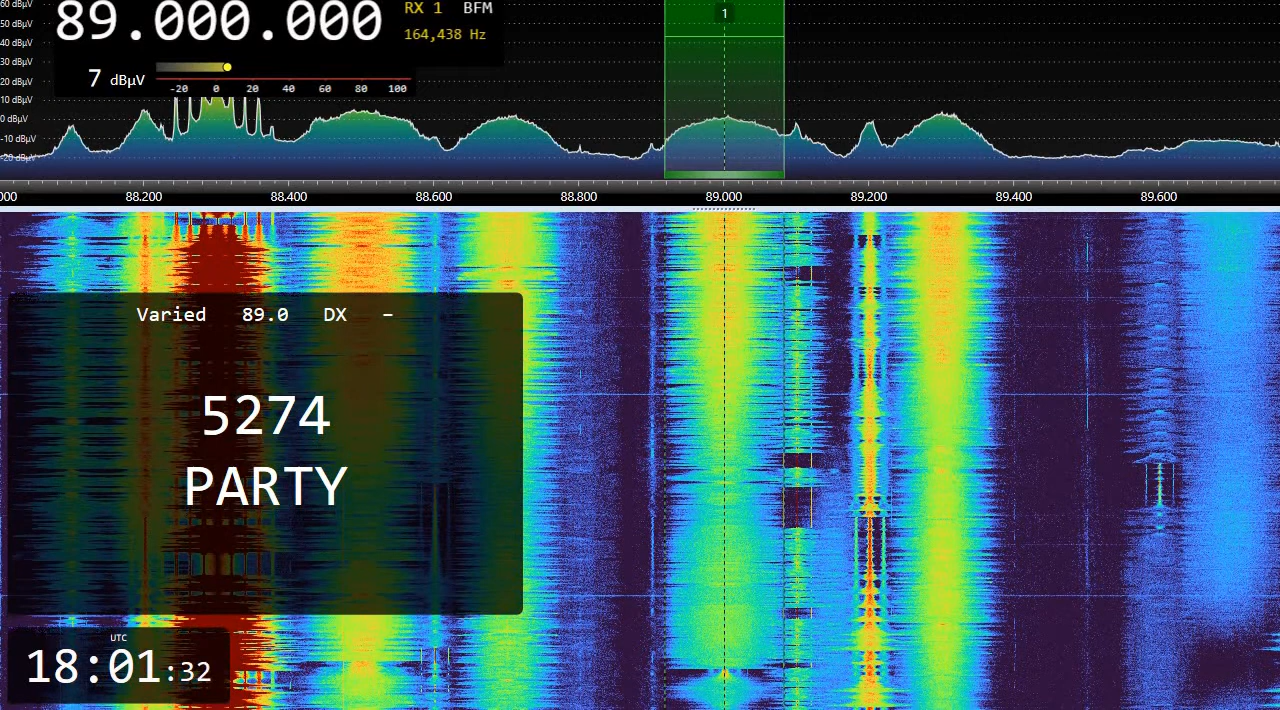 60 dBµV
89.000.000
RX 1 BFM
50 dBµV
1
164,438 Hz
40 dBµV
30 dBµV
7 dBµV
20 dBµV
-20 0 20 40 60 80 100
10 dBµV
0 dBµV
-10 dBµV
-20 dBµV
000 88.200 88.400 88.600 88.800 89.000 89.200 89.400 89.600
Varied 89.0 DX –
5274
PARTY
UTC
18:01:32